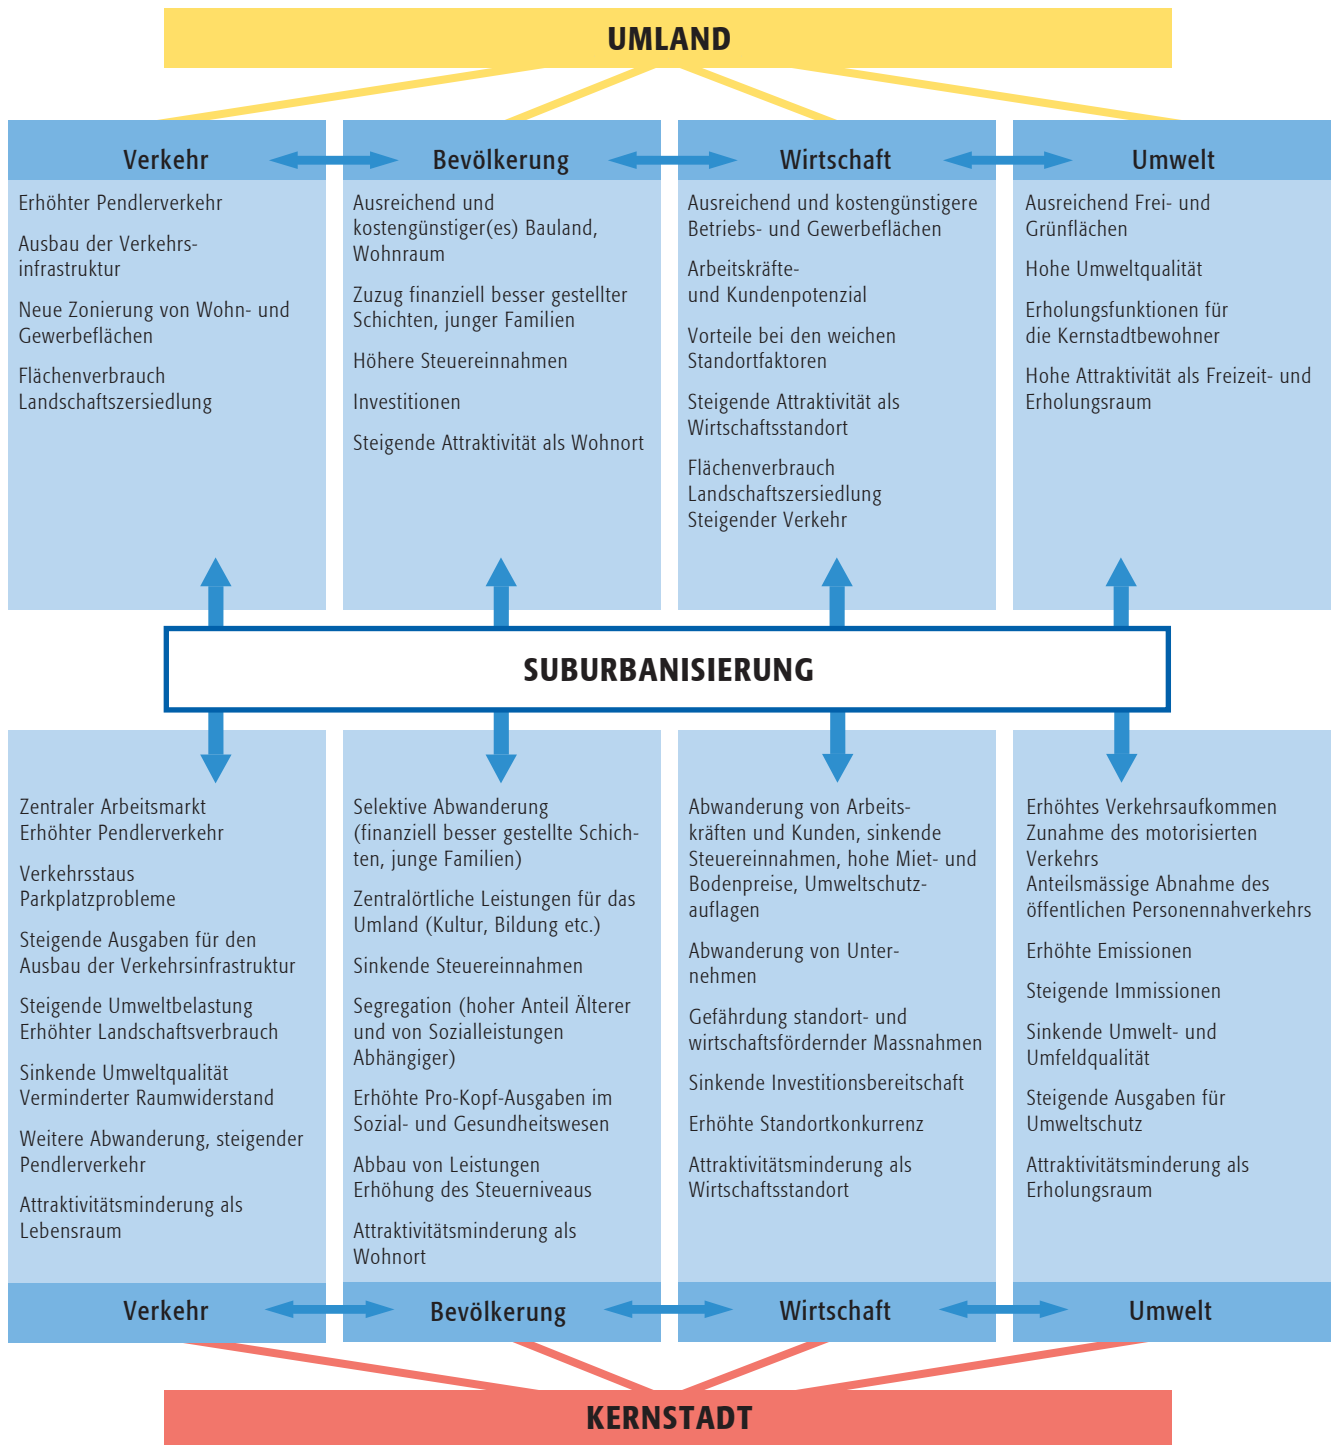 UMLAND
Verkehr
Erhöhter Pendlerverkehr
Ausbau der Verkehrs-
infrastruktur
Neue Zonierung von Wohn- und
Gewerbeflächen
Flächenverbrauch
Landschaftszersiedlung
Bevölkerung
Ausreichend und
kostengünstiger(es) Bauland,
Wohnraum
Zuzug finanziell besser gestellter
Schichten, junger Familien
Höhere Steuereinnahmen
Investitionen
Steigende Attraktivität als Wohnort
Wirtschaft
Ausreichend und kostengünstigere
Betriebs- und Gewerbeflächen
Arbeitskräfte-
und Kundenpotenzial
Vorteile bei den weichen
Standortfaktoren
Steigende Attraktivität als
Wirtschaftsstandort
Flächenverbrauch
Landschaftszersiedlung
Steigender Verkehr
Umwelt
Ausreichend Frei- und
Grünflächen
Hohe Umweltqualität
Erholungsfunktionen für
die Kernstadtbewohner
Hohe Attraktivität als Freizeit- und
Erholungsraum
SUBURBANISIERUNG
Zentraler Arbeitsmarkt
Erhöhter Pendlerverkehr
Verkehrsstaus
Parkplatzprobleme
Steigende Ausgaben für den
Ausbau der Verkehrsinfrastruktur
Steigende Umweltbelastung
Erhöhter Landschaftsverbrauch
Sinkende Umweltqualität
Verminderter Raumwiderstand
Weitere Abwanderung, steigender
Pendlerverkehr
Attraktivitätsminderung als
Lebensraum
Verkehr
Selektive Abwanderung
(finanziell besser gestellte Schich-
ten, junge Familien)
Zentralörtliche Leistungen für das
Umland (Kultur, Bildung etc.)
Sinkende Steuereinnahmen
Segregation (hoher Anteil Älterer
und von Sozialleistungen
Abhängiger)
Erhöhte Pro-Kopf-Ausgaben im
Sozial- und Gesundheitswesen
Abbau von Leistungen
Erhöhung des Steuerniveaus
Attraktivitätsminderung als
Wohnort
Bevölkerung
Abwanderung von Arbeits-
kräften und Kunden, sinkende
Steuereinnahmen, hohe Miet- und
Bodenpreise, Umweltschutz-
auflagen
Abwanderung von Unter-
nehmen
Gefährdung standort- und
wirtschaftsfördernder Massnahmen
Sinkende Investitionsbereitschaft
Erhöhte Standortkonkurrenz
Attraktivitätsminderung als
Wirtschaftsstandort
Wirtschaft
Erhöhtes Verkehrsaufkommen
Zunahme des motorisierten
Verkehrs
Anteilsmässige Abnahme des
öffentlichen Personennahverkehrs
Erhöhte Emissionen
Steigende Immissionen
Sinkende Umwelt- und
Umfeldqualität
Steigende Ausgaben für
Umweltschutz
Attraktivitätsminderung als
Erholungsraum
Umwelt
KERNSTADT